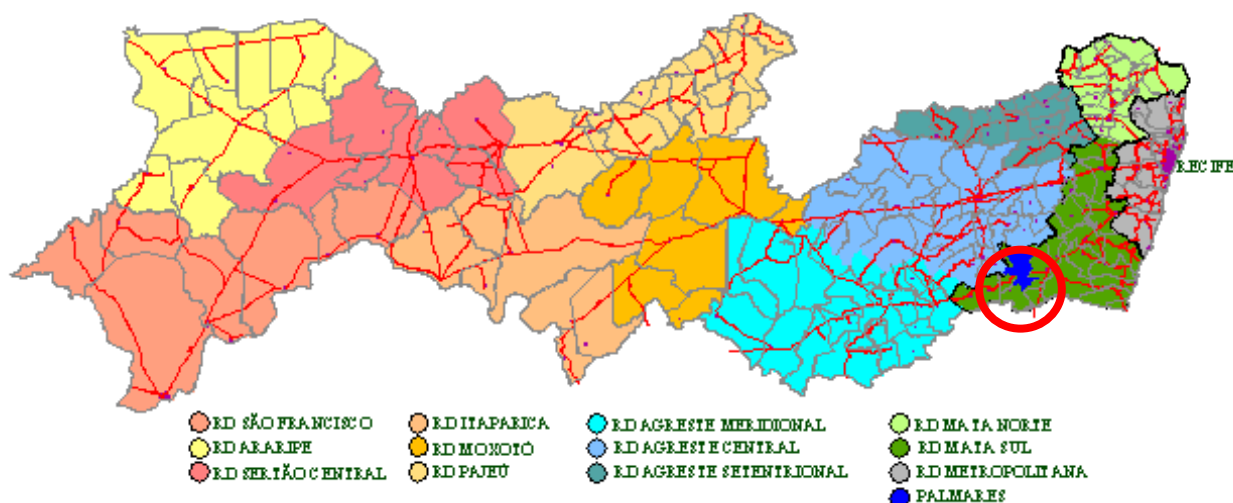 RECIFE
RD SÃO FRANCISCO
RD ARARIPE
RD SERTÃO CENTRAL
RD ITAPARICA
RD MOXOTÓ
RD PAJEÚ
RD AGRESTE MERIDIONAL
RD AGRESTE CENTRAL
RD AGRESTE SETENTRIONAL
RD MATA NORTE
RD MATA SUL
RD METROPOLITANA
PALMARES